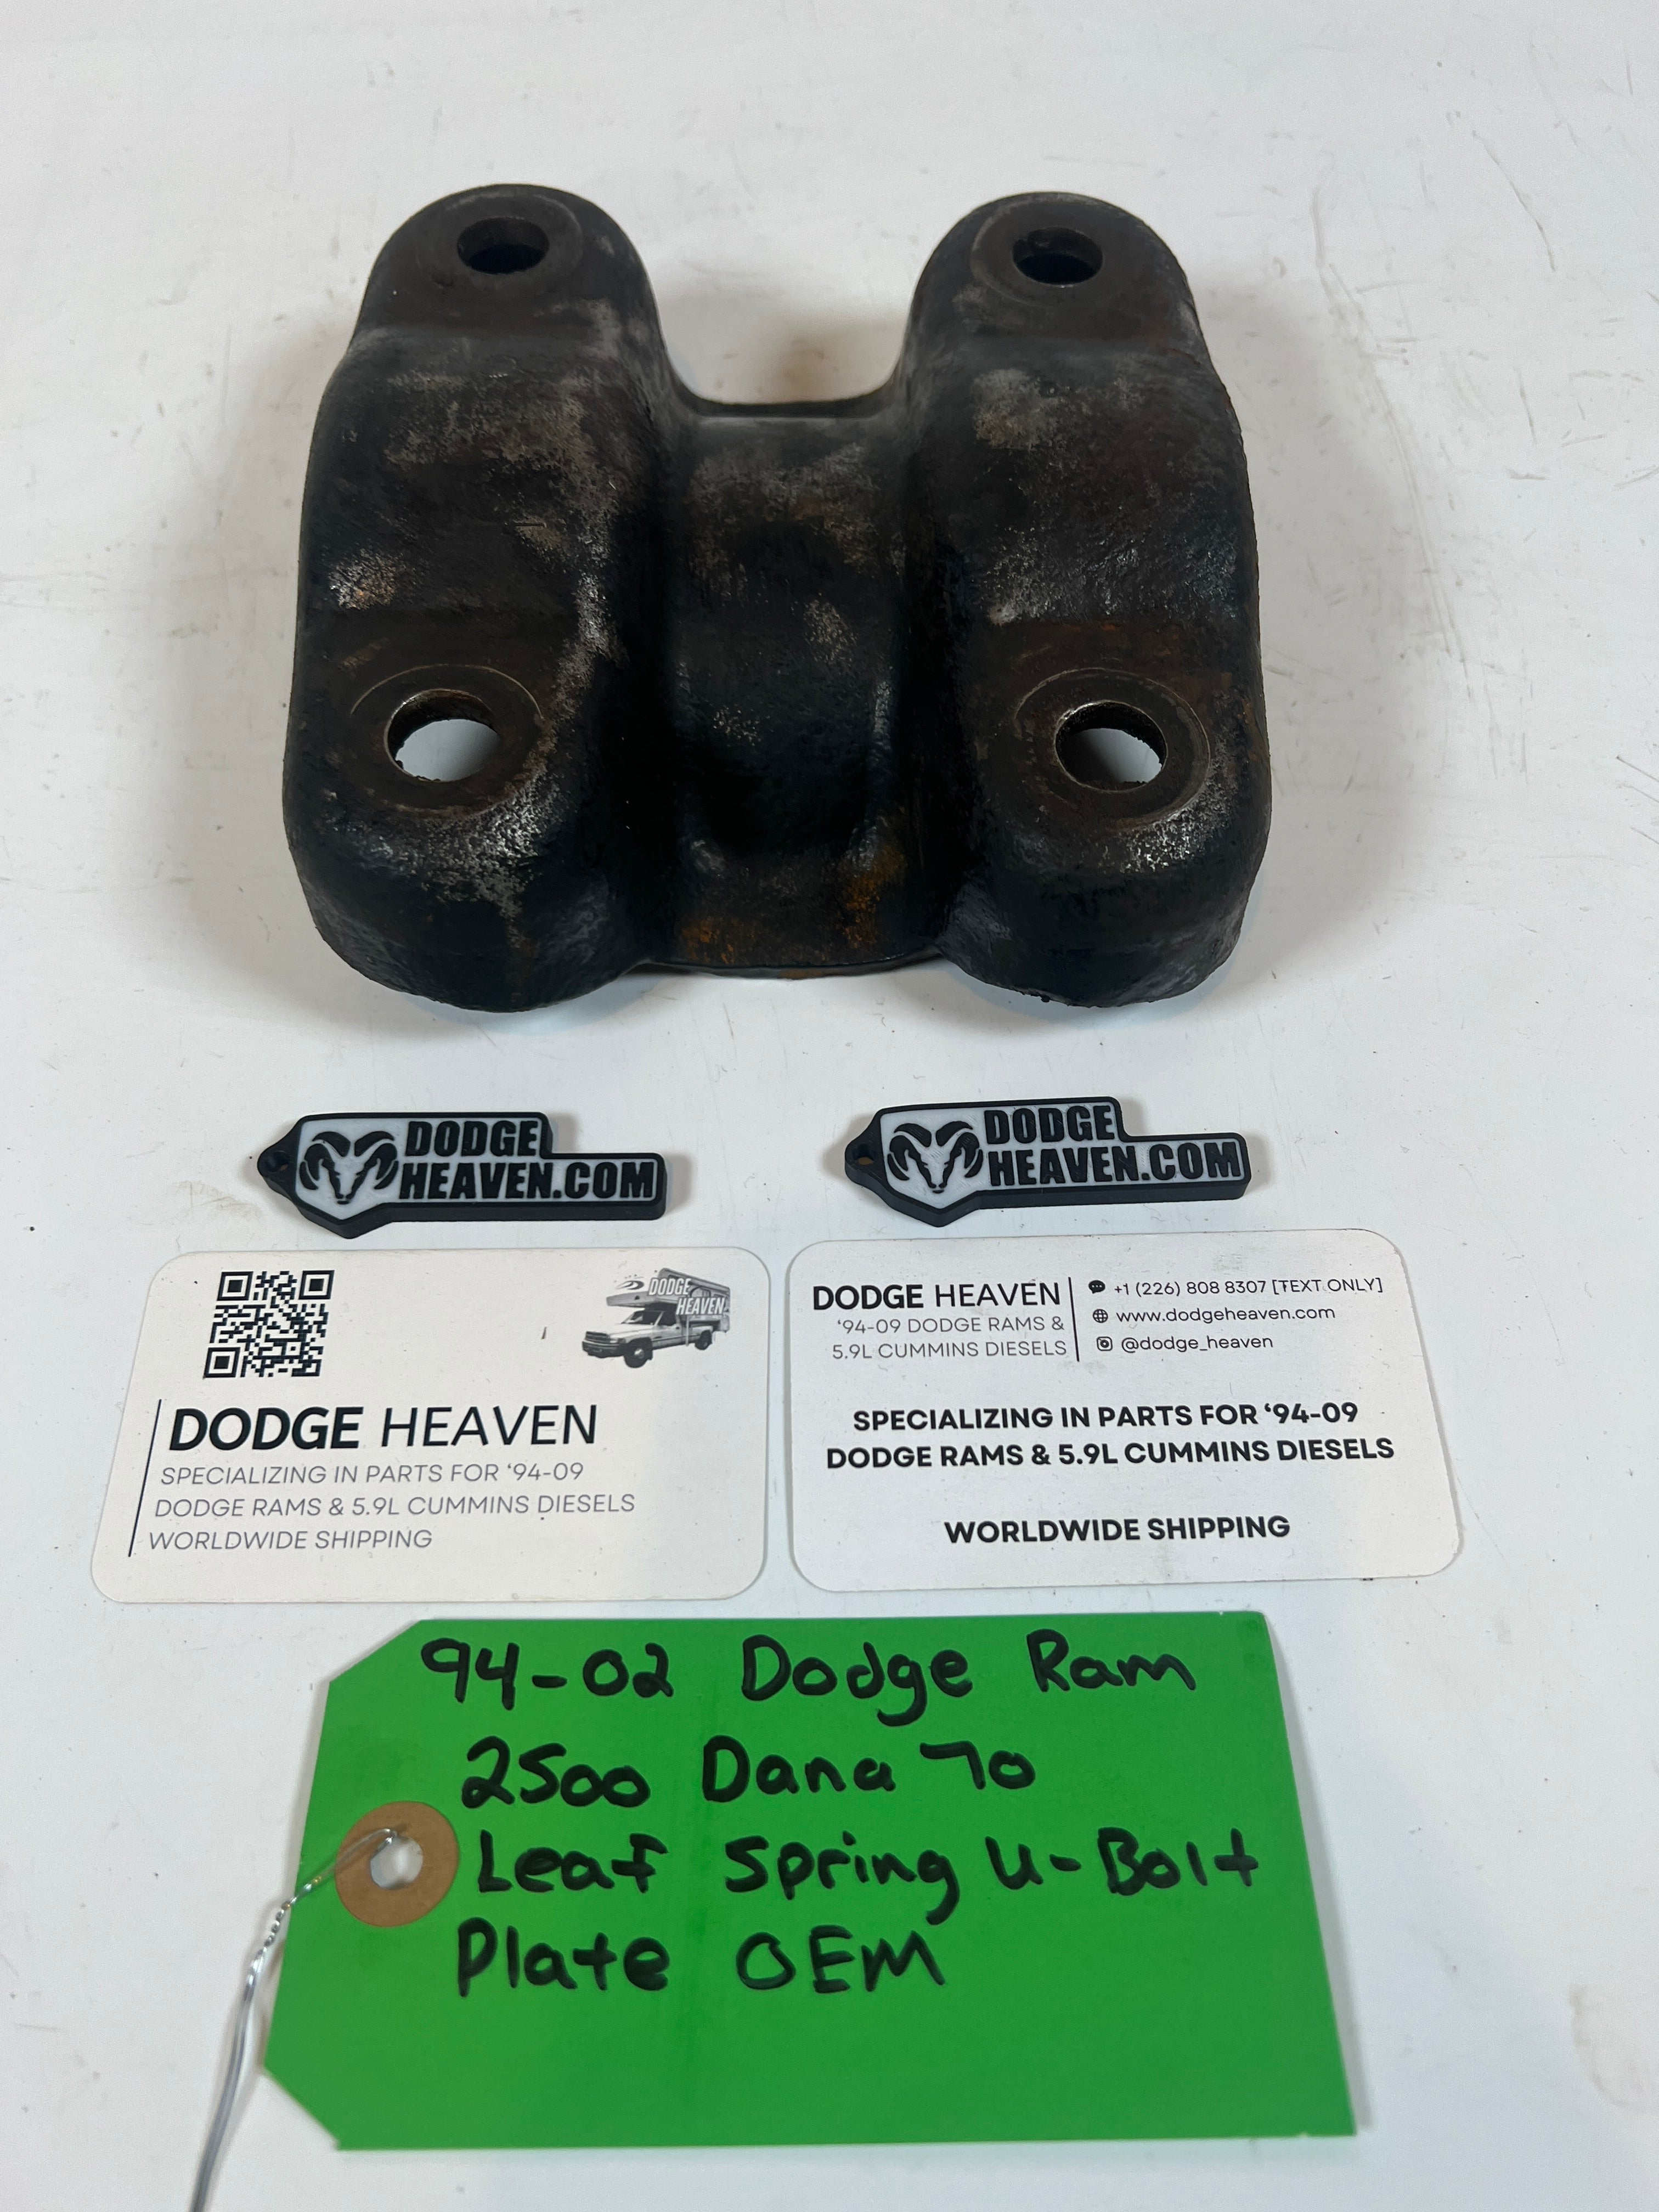 DODGE
HEAVEN.COM
DODGE
HEAVEN.COM
DODGE
HEAVEN
DODGE HEAVEN
SPECIALIZING IN PARTS FOR ‘94-09
DODGE RAMS & 5.9L CUMMINS DIESELS
WORLDWIDE SHIPPING
DODGE HEAVEN
‘94-09 DODGE RAMS &
5.9L CUMMINS DIESELS
+1 (226) 808 8307 [TEXT ONLY]
www.dodgeheaven.com
@dodge_heaven
SPECIALIZING IN PARTS FOR ‘94-09
DODGE RAMS & 5.9L CUMMINS DIESELS
WORLDWIDE SHIPPING
94-02 Dodge Ram
2500 Dana 70
Leaf Spring U-Bolt
Plate OEM